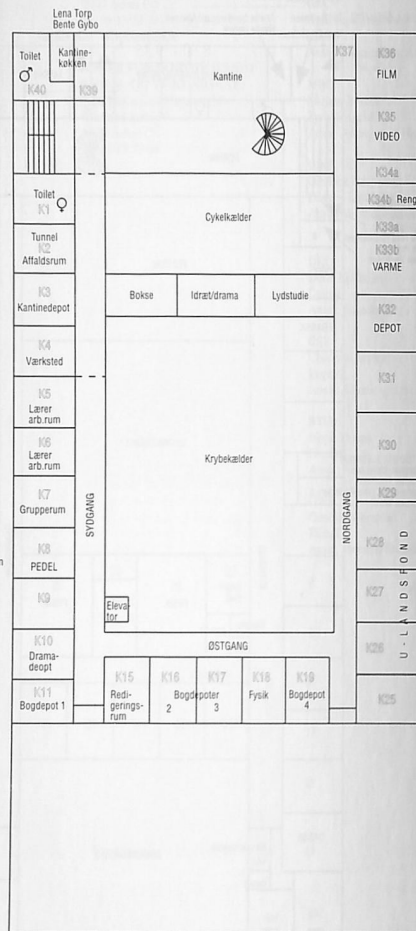 Lena Torp
Bente Gybo
Toilet
Kantine-
køkken
K40
K39
Kantine
K37
K36
FILM
K35
VIDEO
K34a
K34b Reng
K33a
K33b
VARME
K32
DEPOT
K31
K30
K29
K28
K27
K26
K25
U-LANDSFOND
NORDGANG
Toilet
K1
Tunnel
K2
Affaldsrum
K3
Kantinedepot
K4
Værksted
K5
Lærer
arb.rum
K6
Lærer
arb.rum
K7
Grupperum
K8
PEDEL
K9
K10
Drama-
deopt
K11
Bogdepot 1
SYDGANG
Cykelkælder
Bokse
Idræt/drama
Lydstudie
Krybekælder
Eleva-
tor
ØSTGANG
K15
Redi-
gerings-
rum
K16
K17
Bogdepoter
2
3
K18
Fysik
K19
Bogdepot
4